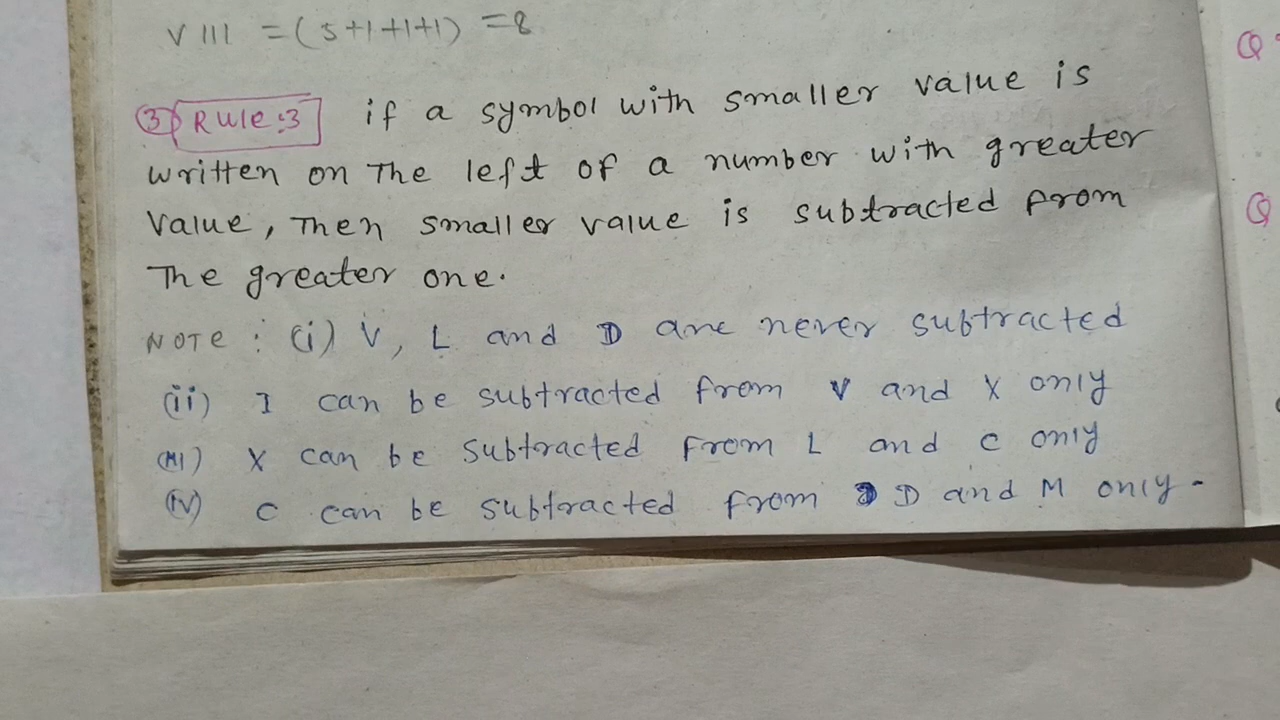 VIII = (5+1+1+1) = 8
③ Rule:3 if a symbol with smaller value is
written on The left of a number with greater
value, Then smaller value is subtracted from
The greater one.
NOTE : (i) V, L and D are never subtracted
(ii) I can be subtracted from V and X only
(iii) X can be subtracted from L and C only
(iv) C can be subtracted from D and M only.
Q
Q